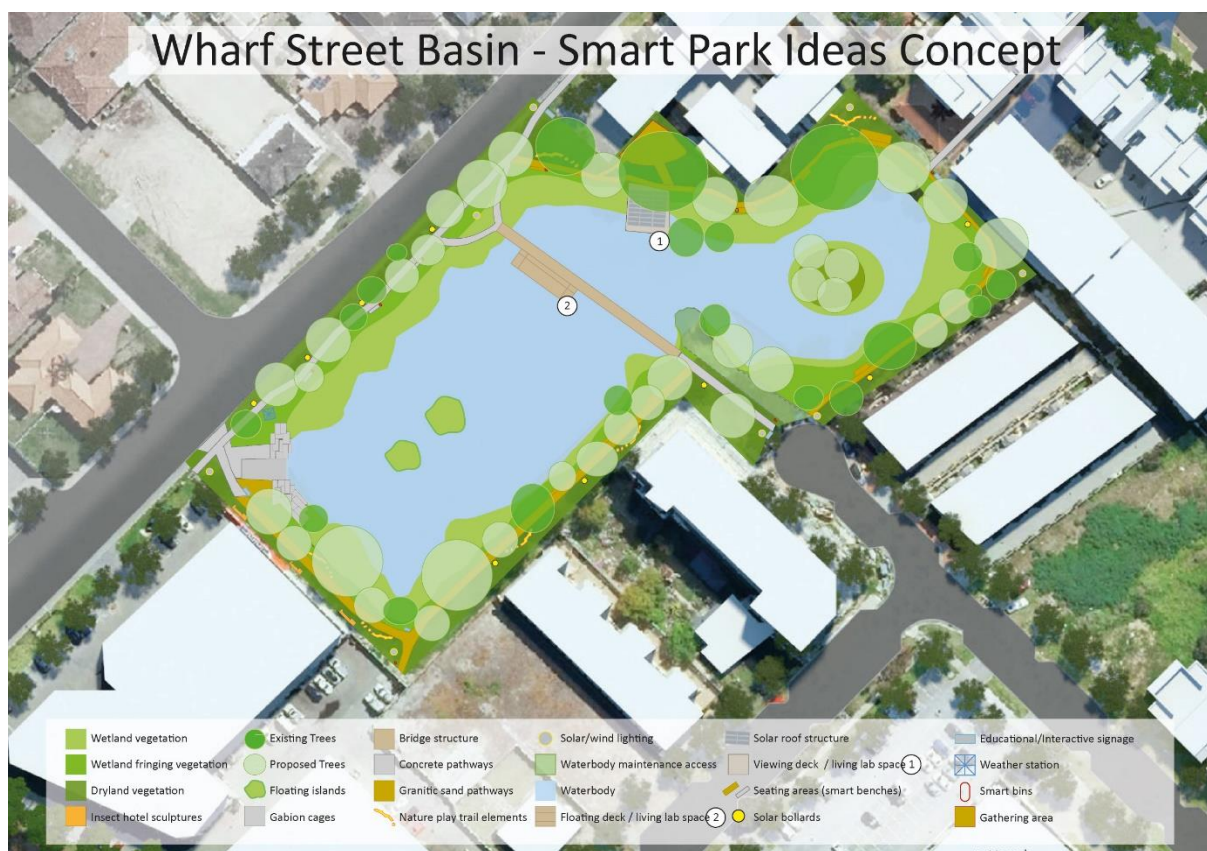 Wharf Street Basin - Smart Park Ideas Concept
1
2
Wetland vegetation
Wetland fringing vegetation
Dryland vegetation
Insect hotel sculptures
Existing Trees
Proposed Trees
Floating islands
Gabion cages
Bridge structure
Concrete pathways
Granitic sand pathways
Nature play trail elements
Solar/wind lighting
Waterbody maintenance access
Waterbody
Floating deck / living lab space 2
Solar roof structure
Viewing deck / living lab space 1
Seating areas (smart benches)
Solar bollards
Educational/Interactive signage
Weather station
Smart bins
Gathering area